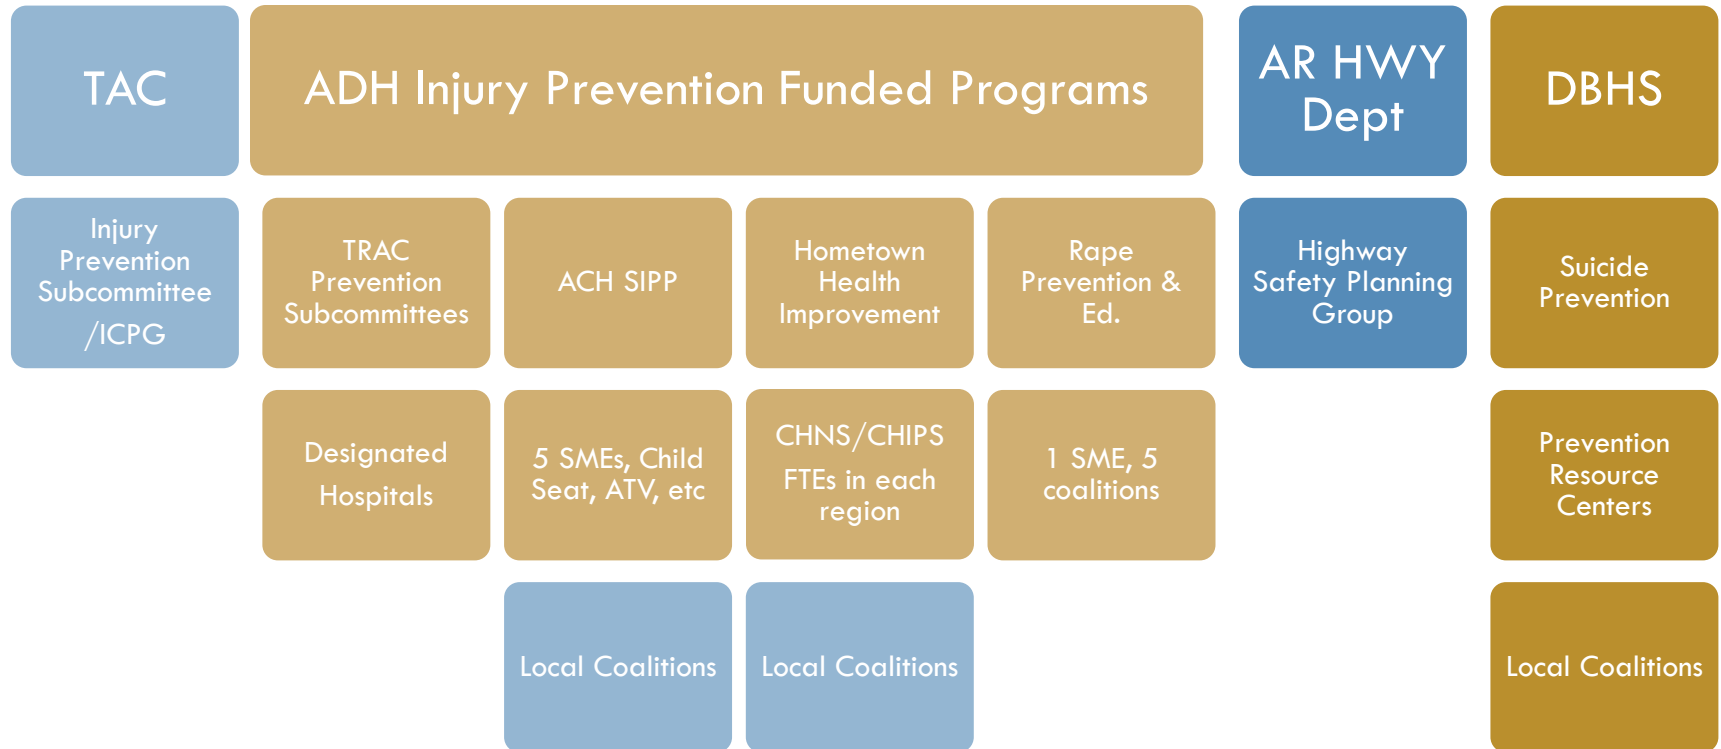 TAC
ADH Injury Prevention Funded Programs
AR HWY
Dept
DBHS
Injury
Prevention
Subcommittee
/ICPG
TRAC
Prevention
Subcommittees
ACH SIPP
Hometown
Health
Improvement
Rape
Prevention &
Ed.
Highway
Safety Planning
Group
Suicide
Prevention
Designated
Hospitals
5 SMEs, Child
Seat, ATV, etc
CHNS/CHIPS
FTEs in each
region
1 SME, 5
coalitions
Prevention
Resource
Centers
Local Coalitions
Local Coalitions
Local Coalitions